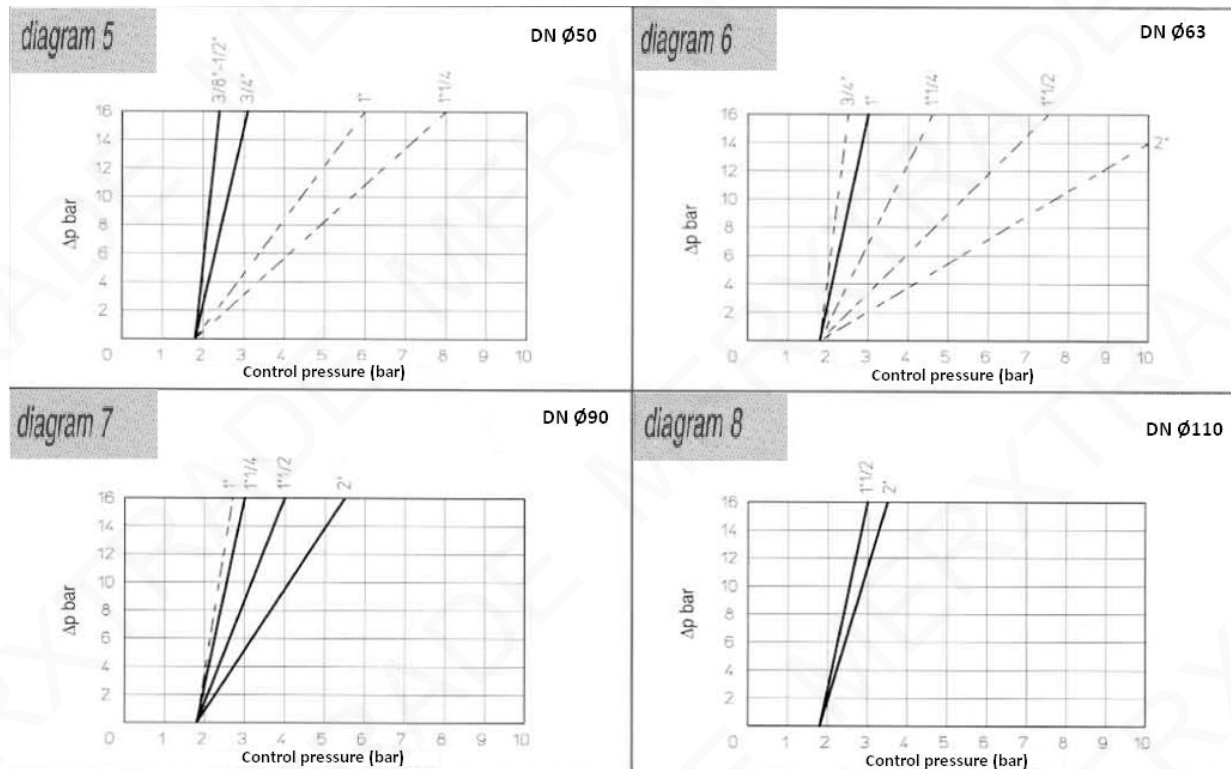 diagram 5
DN Ø50
3/8"-1/2"
3/4"
1"
1"1/4
16
14
12
10
8
6
4
2
Δp bar
0 1 2 3 4 5 6 7 8 9 10
Control pressure (bar)
diagram 6
DN Ø63
3/4"
1"
1"1/4
1"1/2
2"
16
14
12
10
8
6
4
2
Δp bar
0 1 2 3 4 5 6 7 8 9 10
Control pressure (bar)
diagram 7
DN Ø90
1"
1"1/4
1"1/2
2"
16
14
12
10
8
6
4
2
Δp bar
0 1 2 3 4 5 6 7 8 9 10
Control pressure (bar)
diagram 8
DN Ø110
1"1/2
2"
16
14
12
10
8
6
4
2
Δp bar
0 1 2 3 4 5 6 7 8 9 10
Control pressure (bar)
MERXTRADE MERXTRADE MERXTRADE